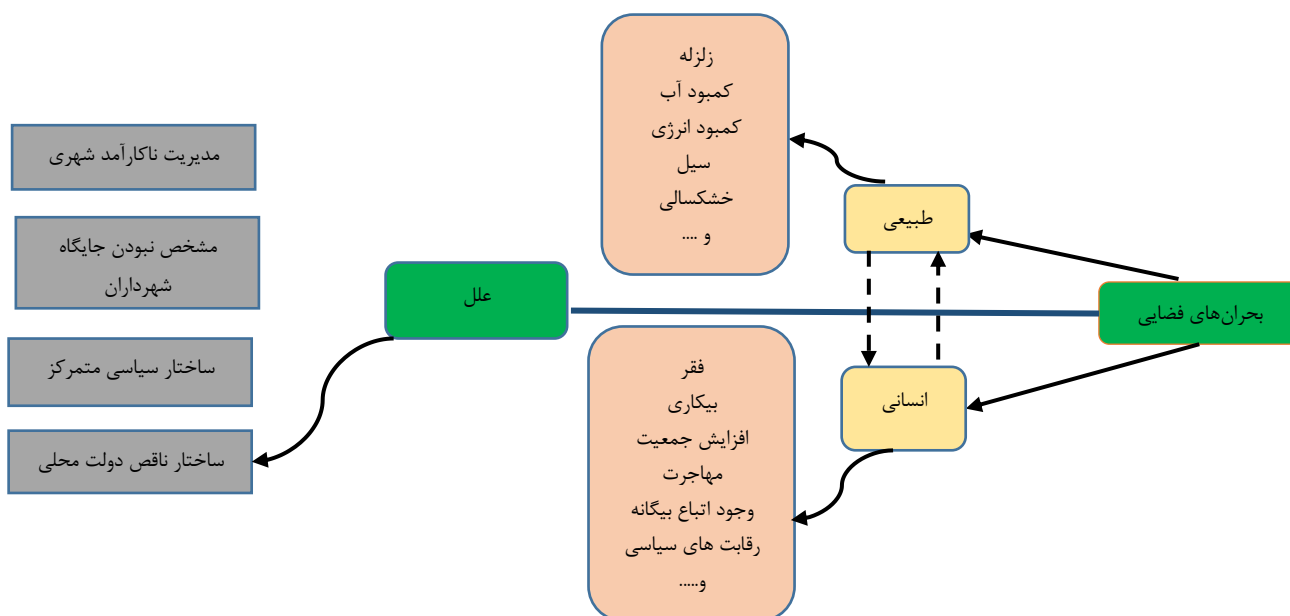 بحران‌های فضایی
طبیعی
انسانی
زلزله
کمبود آب
کمبود انرژی
سیل
خشکسالی
و ....
فقر
بیکاری
افزایش جمعیت
مهاجرت
وجود اتباع بیگانه
رقابت های سیاسی
و.....
علل
مدیریت ناکارآمد شهری
مشخص نبودن جایگاه
شهرداران
ساختار سیاسی متمرکز
ساختار ناقص دولت محلی